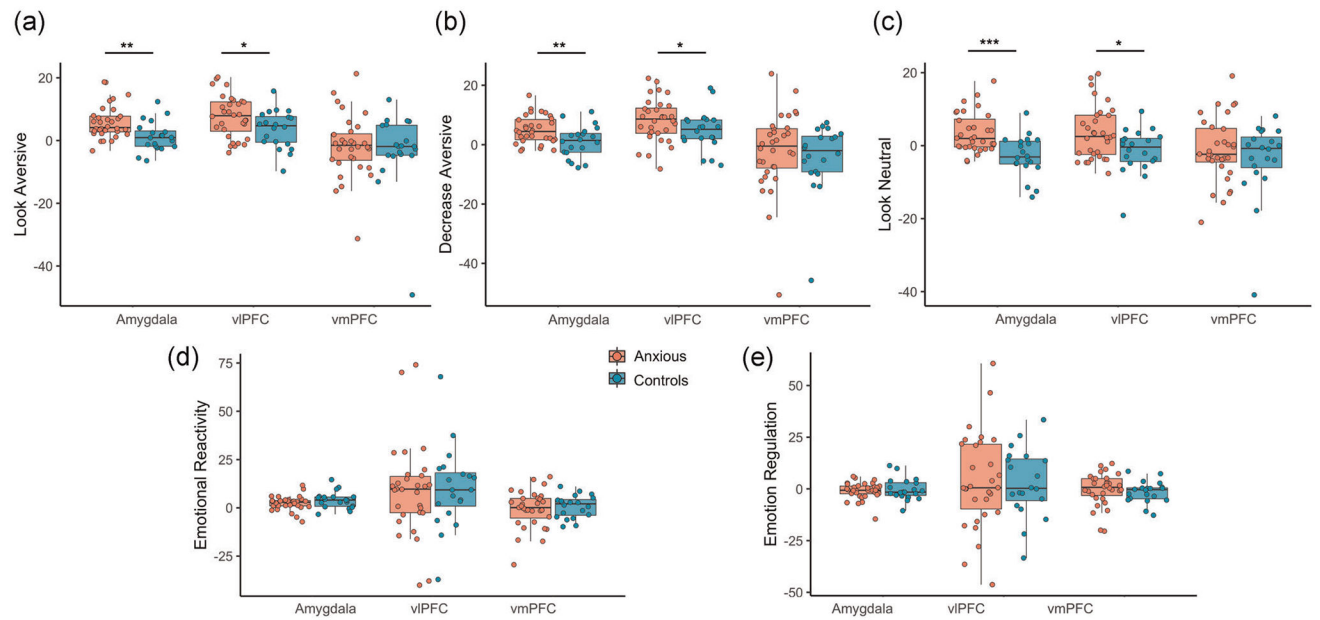 (a)
Look Aversive
20
0
-20
-40
**
*
Amygdala
vlPFC
vmPFC
(b)
Decrease Aversive
20
0
-20
-40
**
*
Amygdala
vlPFC
vmPFC
(c)
Look Neutral
20
0
-20
-40
***
*
Amygdala
vlPFC
vmPFC
(d)
Emotional Reactivity
75
50
25
0
-25
Amygdala
vlPFC
vmPFC
Anxious
Controls
(e)
Emotion Regulation
50
25
0
-25
-50
Amygdala
vlPFC
vmPFC